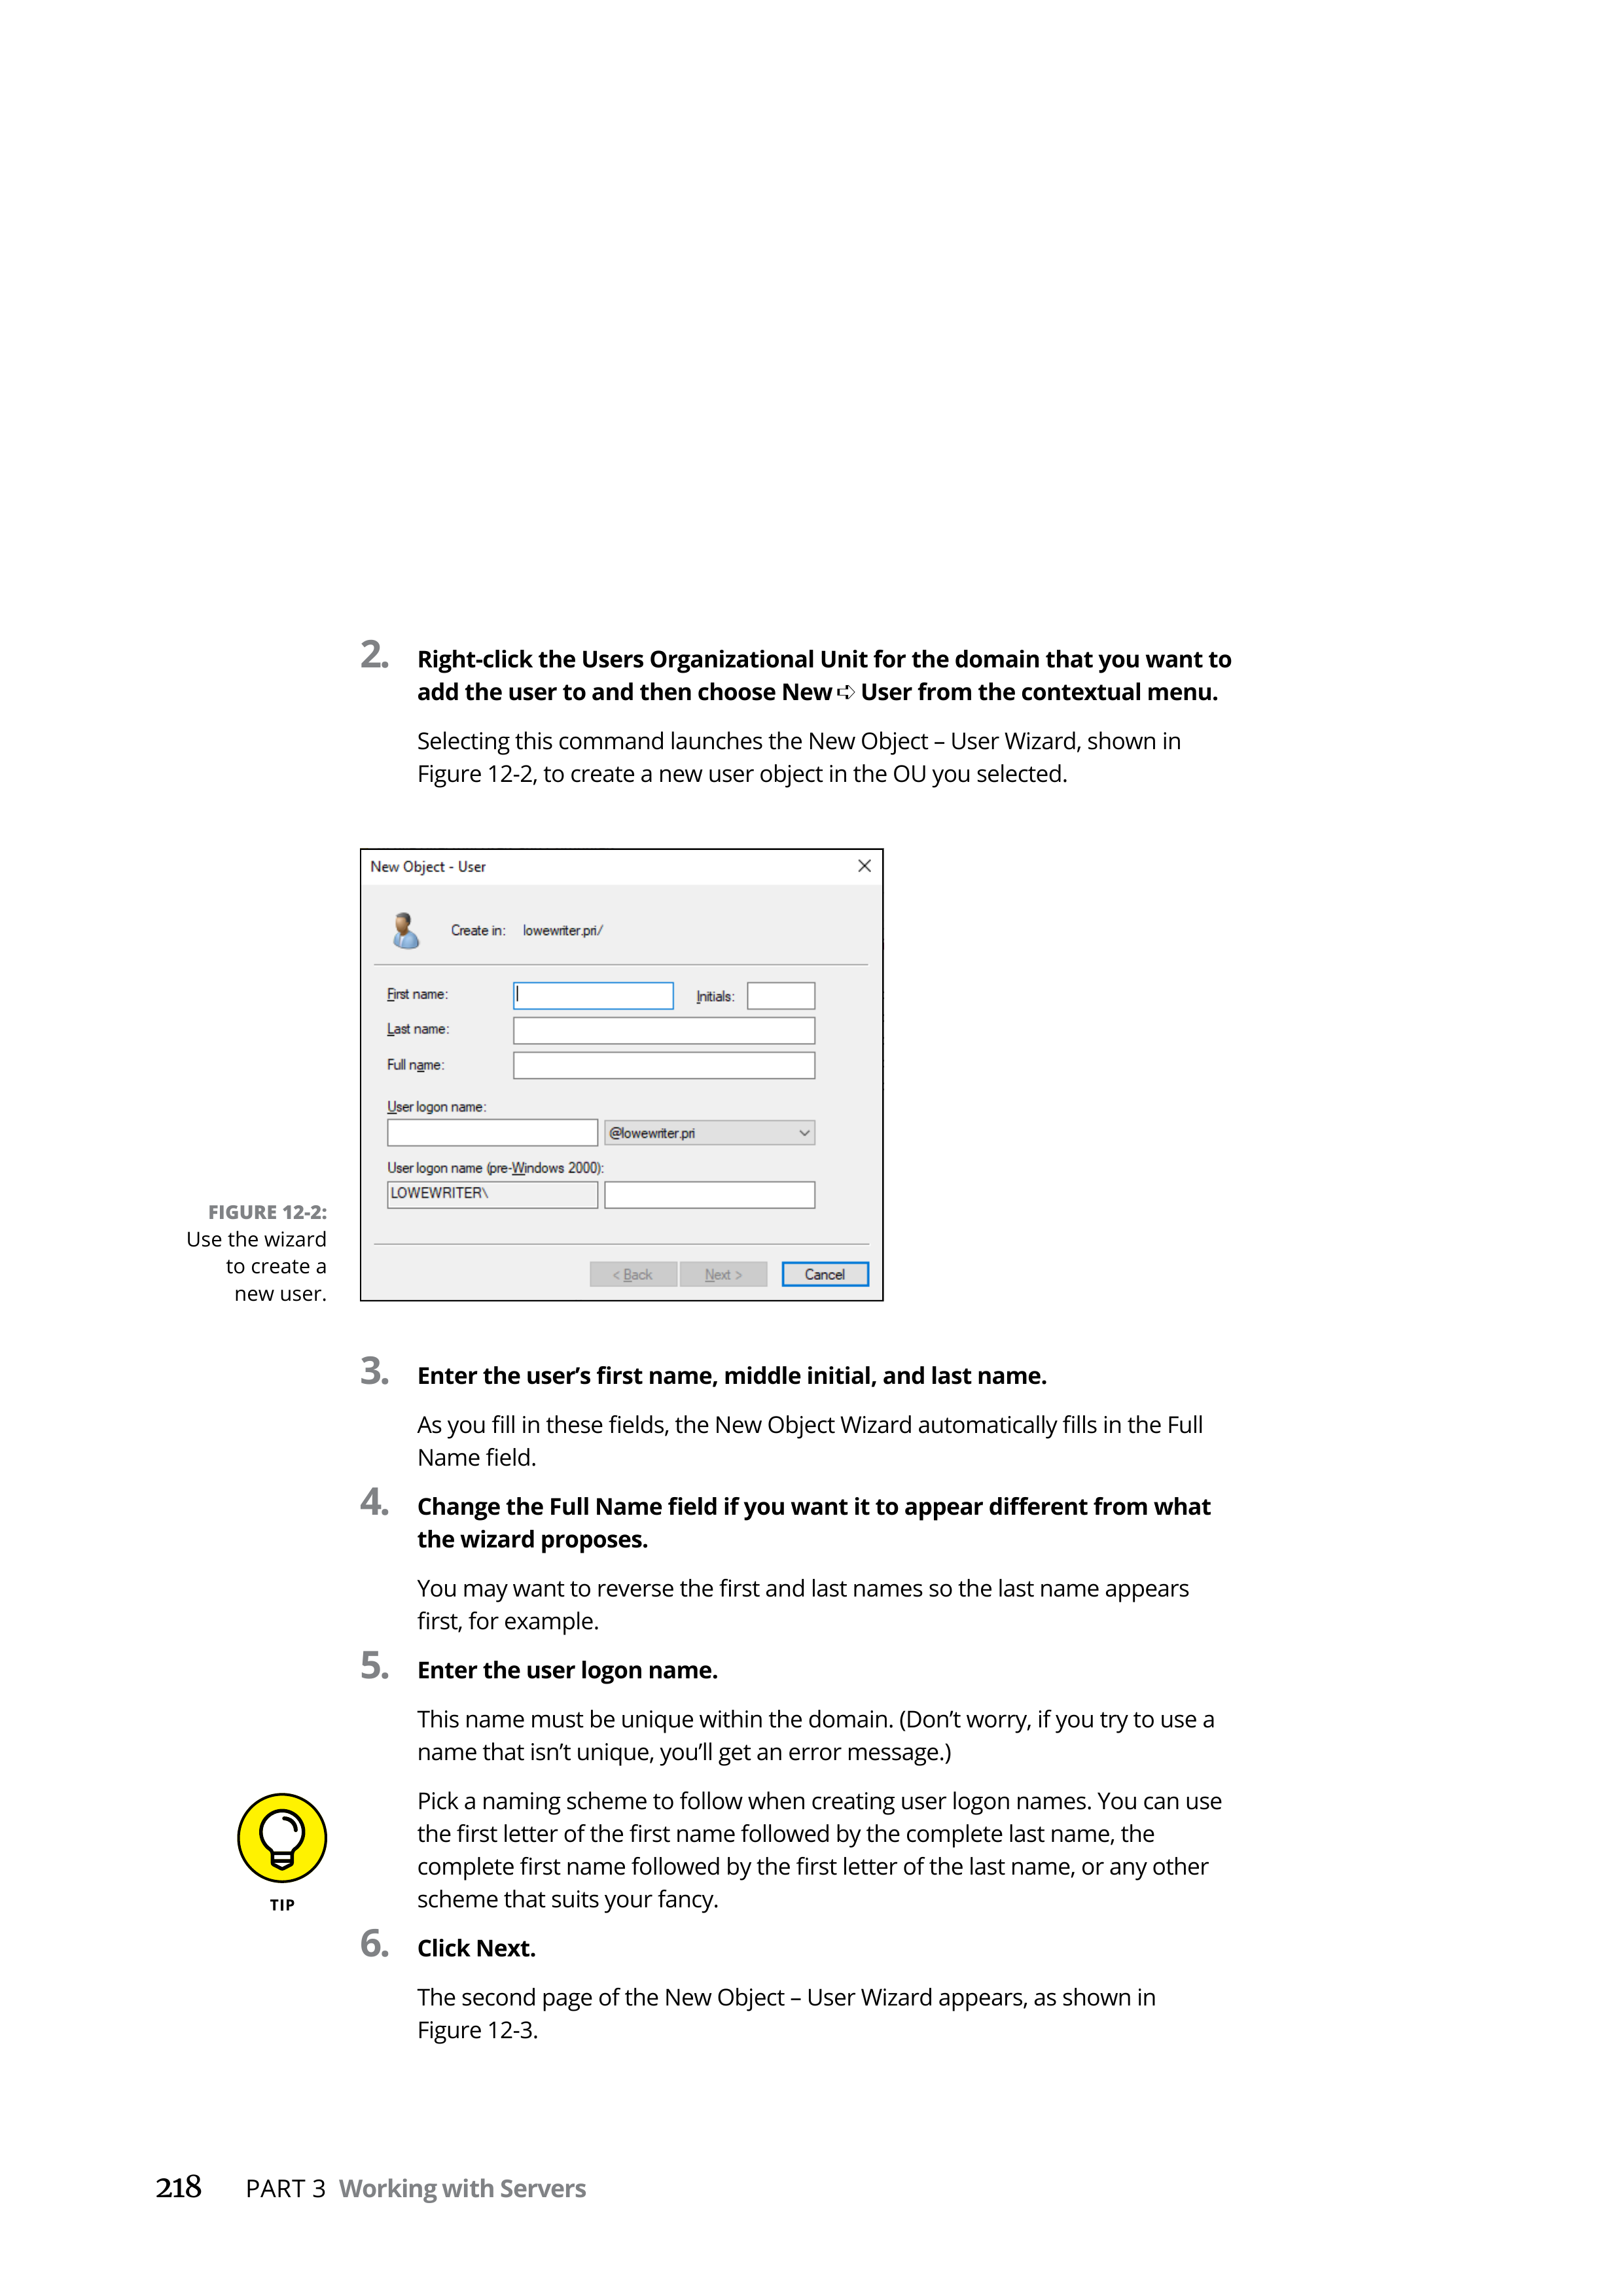 2. Right-click the Users Organizational Unit for the domain that you want to
add the user to and then choose New ➪ User from the contextual menu.
Selecting this command launches the New Object – User Wizard, shown in
Figure 12-2, to create a new user object in the OU you selected.
New Object - User
Create in: lowewriter.pri/
First name: Initials:
Last name:
Full name:
User logon name:
@lowewriter.pri
User logon name (pre-Windows 2000):
LOWEWRITER\
< Back Next > Cancel
FIGURE 12-2:
Use the wizard
to create a
new user.
3. Enter the user’s first name, middle initial, and last name.
As you fill in these fields, the New Object Wizard automatically fills in the Full
Name field.
4. Change the Full Name field if you want it to appear different from what
the wizard proposes.
You may want to reverse the first and last names so the last name appears
first, for example.
5. Enter the user logon name.
This name must be unique within the domain. (Don’t worry, if you try to use a
name that isn’t unique, you’ll get an error message.)
Pick a naming scheme to follow when creating user logon names. You can use
the first letter of the first name followed by the complete last name, the
complete first name followed by the first letter of the last name, or any other
scheme that suits your fancy.
TIP
6. Click Next.
The second page of the New Object – User Wizard appears, as shown in
Figure 12-3.
218 PART 3 Working with Servers